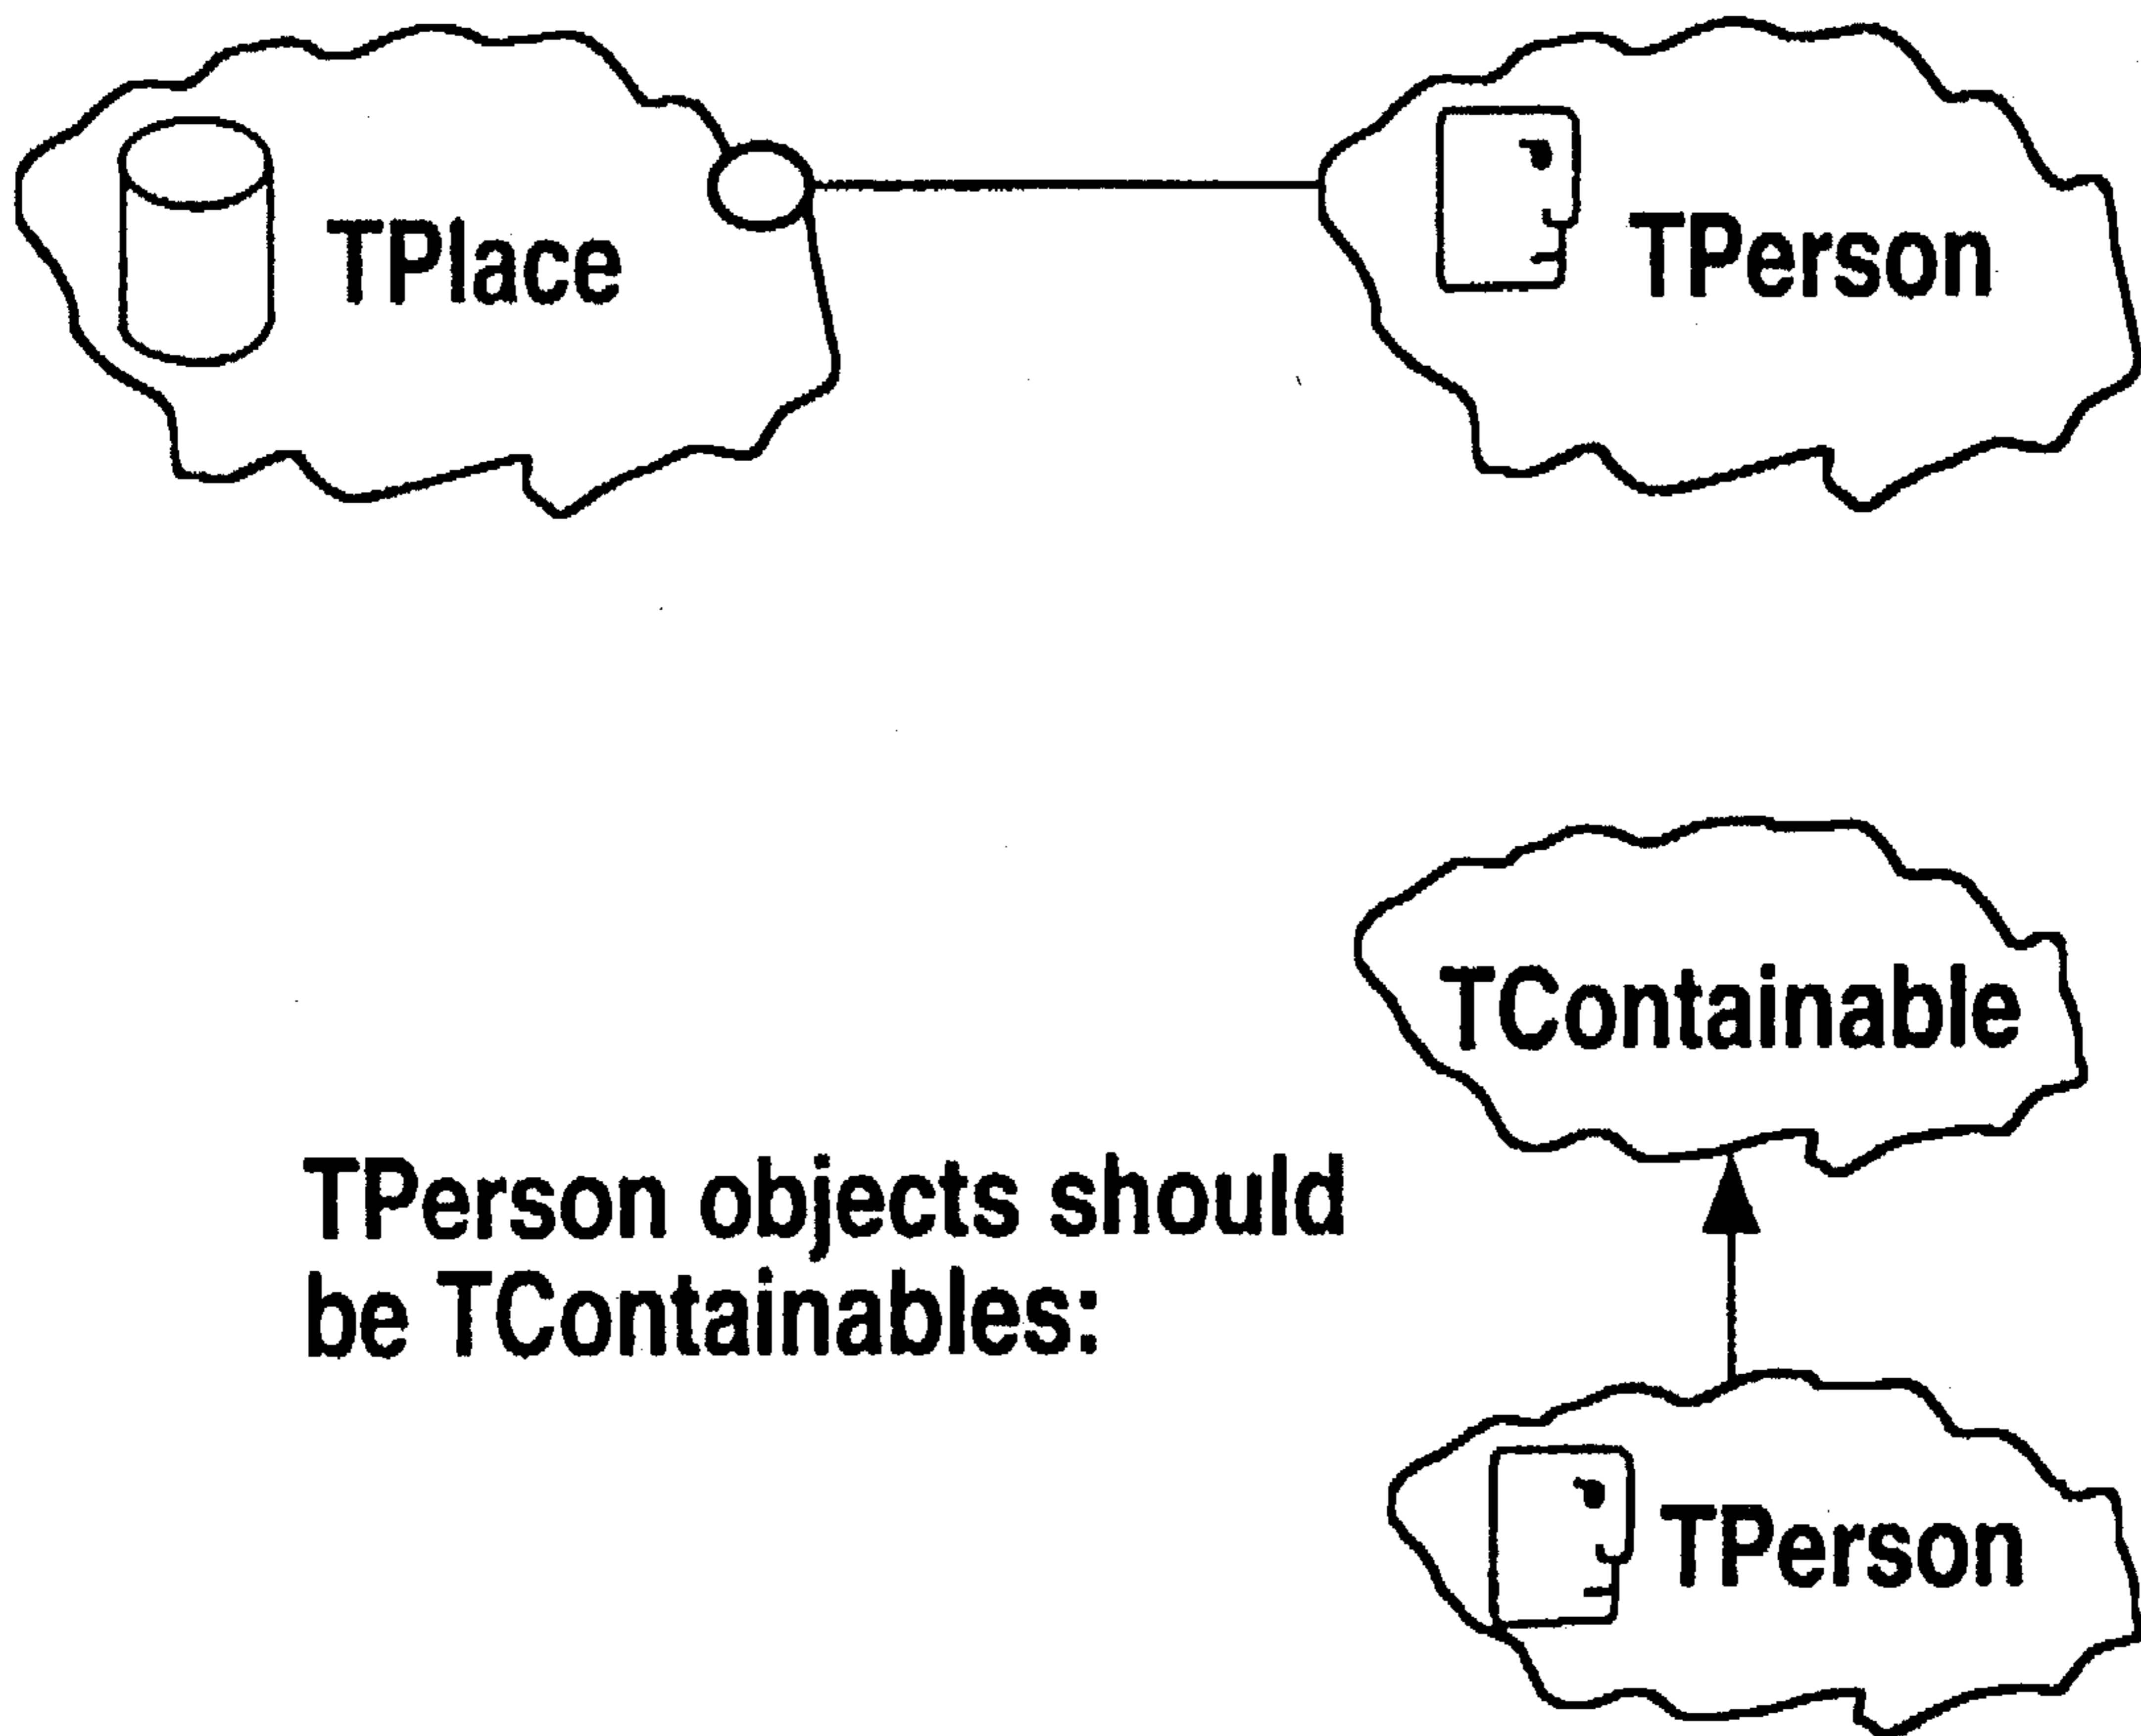 TPlace
TPerson
TContainable
TPerson objects should
be TContainables:
TPerson